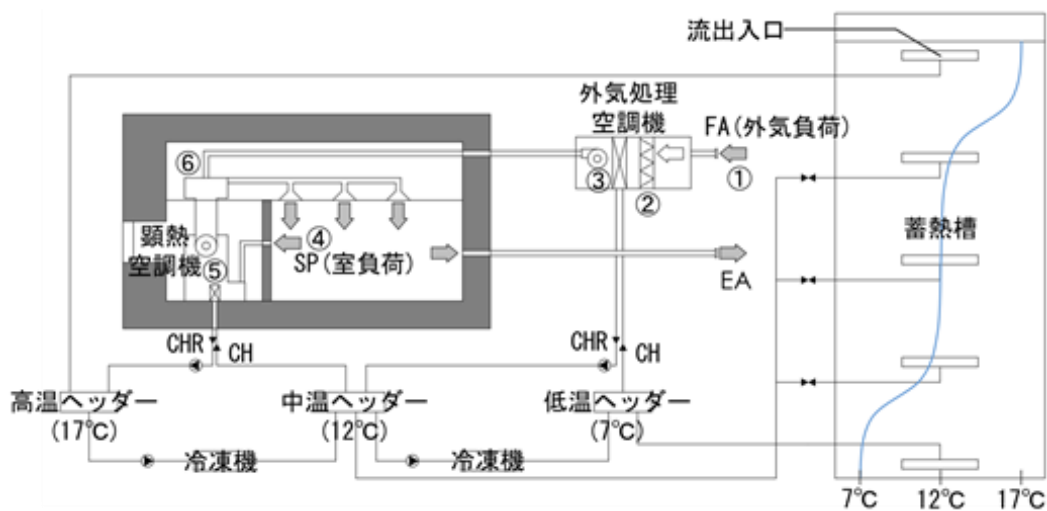 流出入口
外気処理
空調機
FA(外気負荷)
①
②
③
⑥
④
SP(室負荷)
顕熱
空調機
⑤
EA
蓄熱槽
CHR
CH
CHR
CH
高温ヘッダー
(17℃)
中温ヘッダー
(12℃)
低温ヘッダー
(7℃)
冷凍機
冷凍機
7℃
12℃
17℃